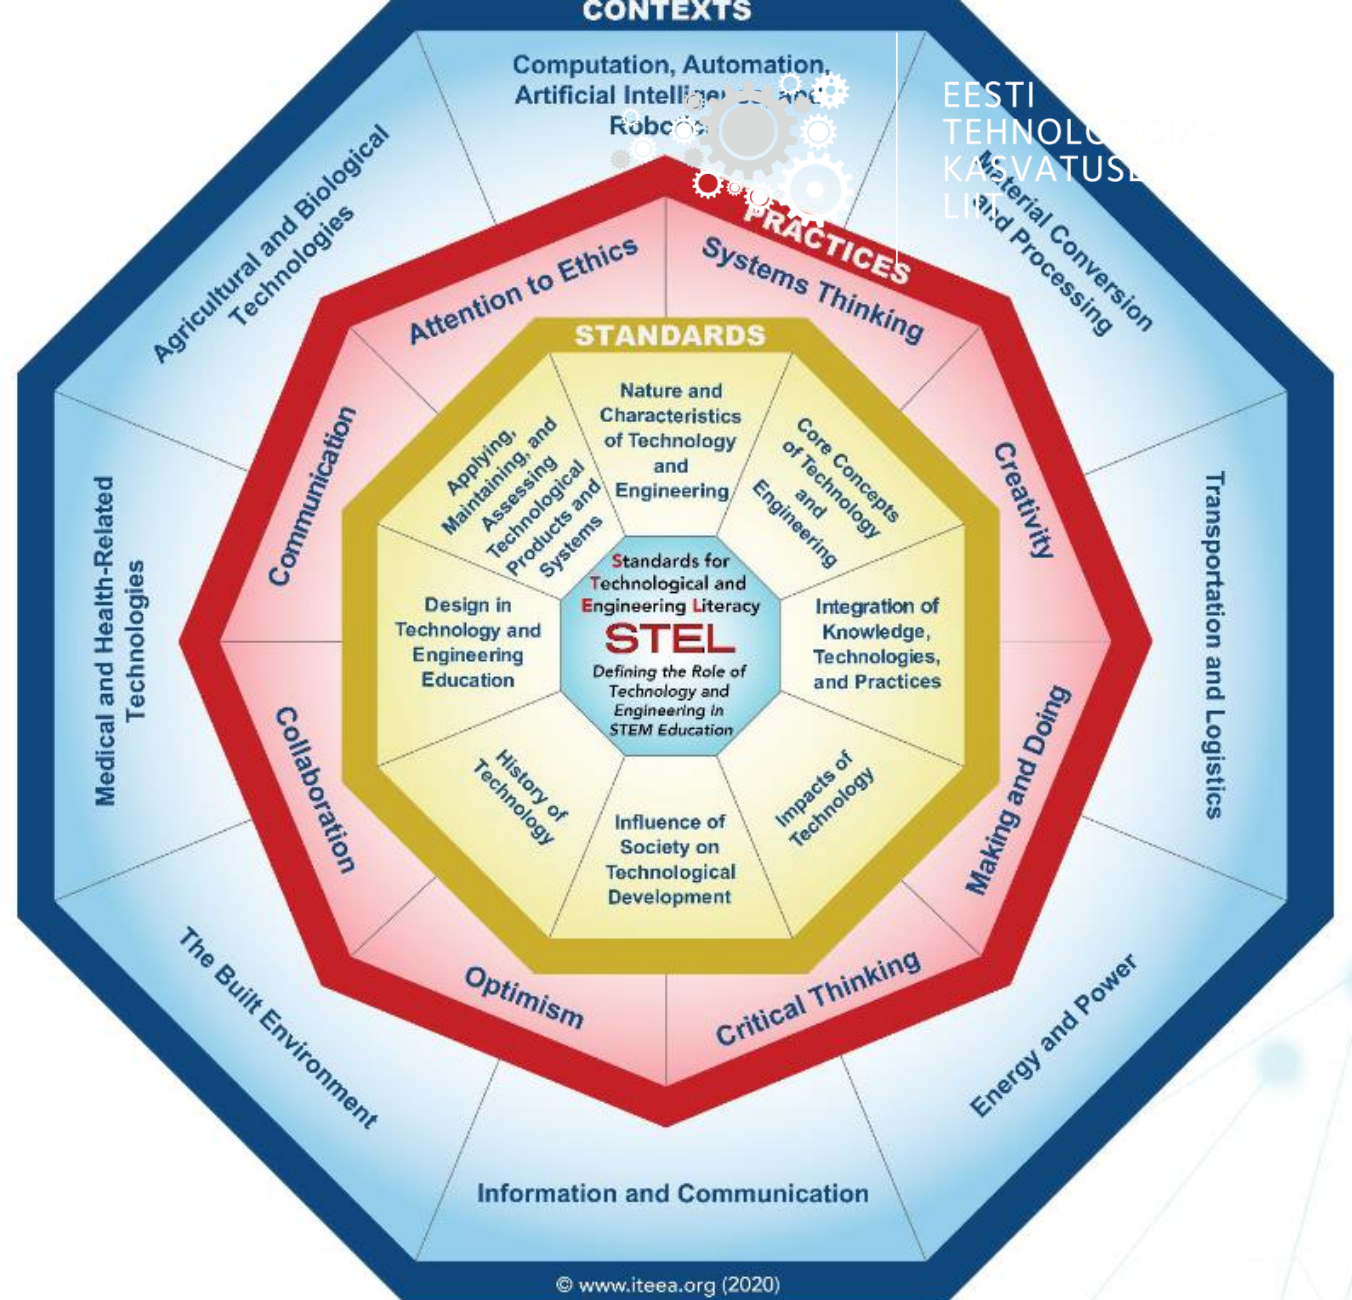 CONTEXTS
Computation, Automation,
Artificial Intelligence, and
EESTI
TEHNOLOOGIA-
KASVATUSE
LIIT
Material Conversion
and Processing
Transportation and Logistics
Energy and Power
Information and Communication
The Built Environment
Medical and Health-Related
Technologies
Agricultural and Biological
Technologies
PRACTICES
Systems Thinking
Creativity
Making and Doing
Critical Thinking
Optimism
Collaboration
Communication
Attention to Ethics
STANDARDS
Nature and
Characteristics
of Technology
and
Engineering
Core Concepts
of Technology
and
Engineering
Integration of
Knowledge,
Technologies,
and Practices
Impacts of
Technology
Influence of
Society on
Technological
Development
History of
Technology
Design in
Technology and
Engineering
Education
Applying,
Maintaining, and
Assessing
Technological
Products and
Systems
Standards for
Technological and
Engineering Literacy
STEL
Defining the Role of
Technology and
Engineering in
STEM Education
© www.iteea.org (2020)